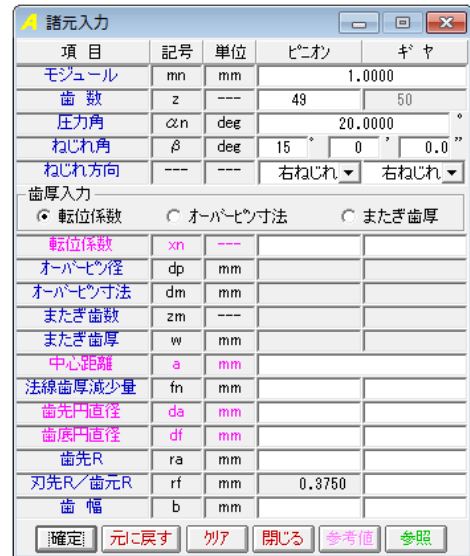 諸元入力
項 目 記号 単位 ピニオン ギ ヤ
モジュール mn mm 1.0000
歯 数 z --- 49 50
圧力角 αn deg 20.0000 °
ねじれ角 β deg 15 ° 0 ' 0.0 "
ねじれ方向 --- --- 右ねじれ 右ねじれ
歯厚入力
転位係数 オーバーピン寸法 またぎ歯厚
転位係数 xn ---
オーバーピン径 dp mm
オーバーピン寸法 dm mm
またぎ歯数 zm ---
またぎ歯厚 w mm
中心距離 a mm
法線歯厚減少量 fn mm
歯先円直径 da mm
歯底円直径 df mm
歯先R ra mm
刃先R/歯元R rf mm 0.3750
歯 幅 b mm
確定 元に戻す クリア 閉じる 参考値 参照